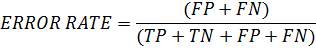 ERROR RATE = (FP + FN) / (TP + TN + FP + FN)